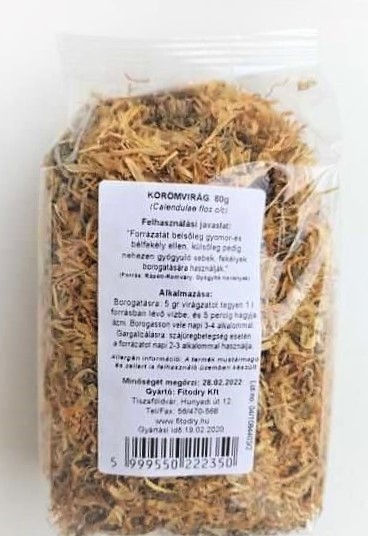 KÖRÖMVIRÁG 60g
(Calendulae flos c/c)
Felhasználási javaslat:
"Forrázatát belsőleg gyomor-és
bélfekély ellen, külsőleg pedig
nehezen gyógyuló sebek, fekélyek
borogatására használják."
(Forrás: Rápóti-Romváry: Gyógyító növények)
Alkalmazása:
Borogatásra: 5 gr virágzatot tegyen 1 l
forrásban lévő vízbe, és 5 percig hagyja
ázni. Borogasson vele napi 3-4 alkalommal.
Gargalizálásra: szájüregbetegség esetén
a forrázatot napi 2-3 alkalommal használja.
Allergén információ: A termék mustármagot
és zellert is felhasználó üzemben készült
Minőségét megőrzi: 28.02.2022
Gyártó: Fitodry Kft
Tiszaföldvár, Hunyadi út 12.
Tel/Fax: 56/470-568
www.fitodry.hu
Gyártási idő:19.02.2020
5 999550 222350